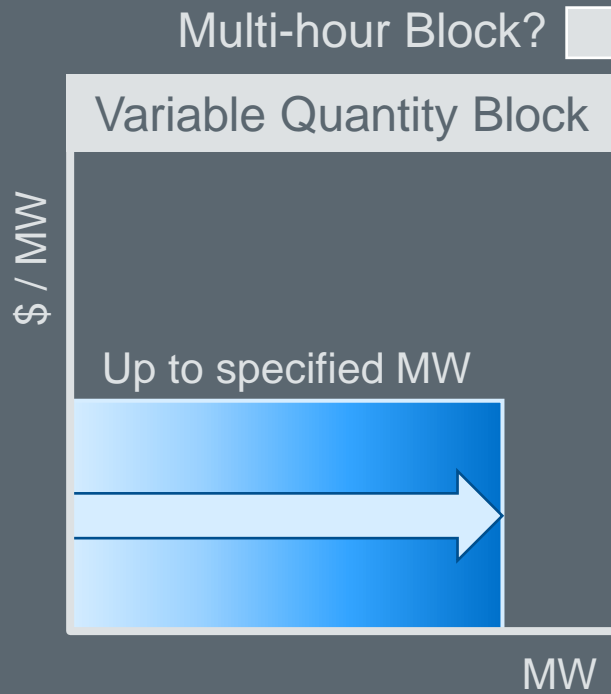 Multi-hour Block?
Variable Quantity Block
$ / MW
Up to specified MW
MW